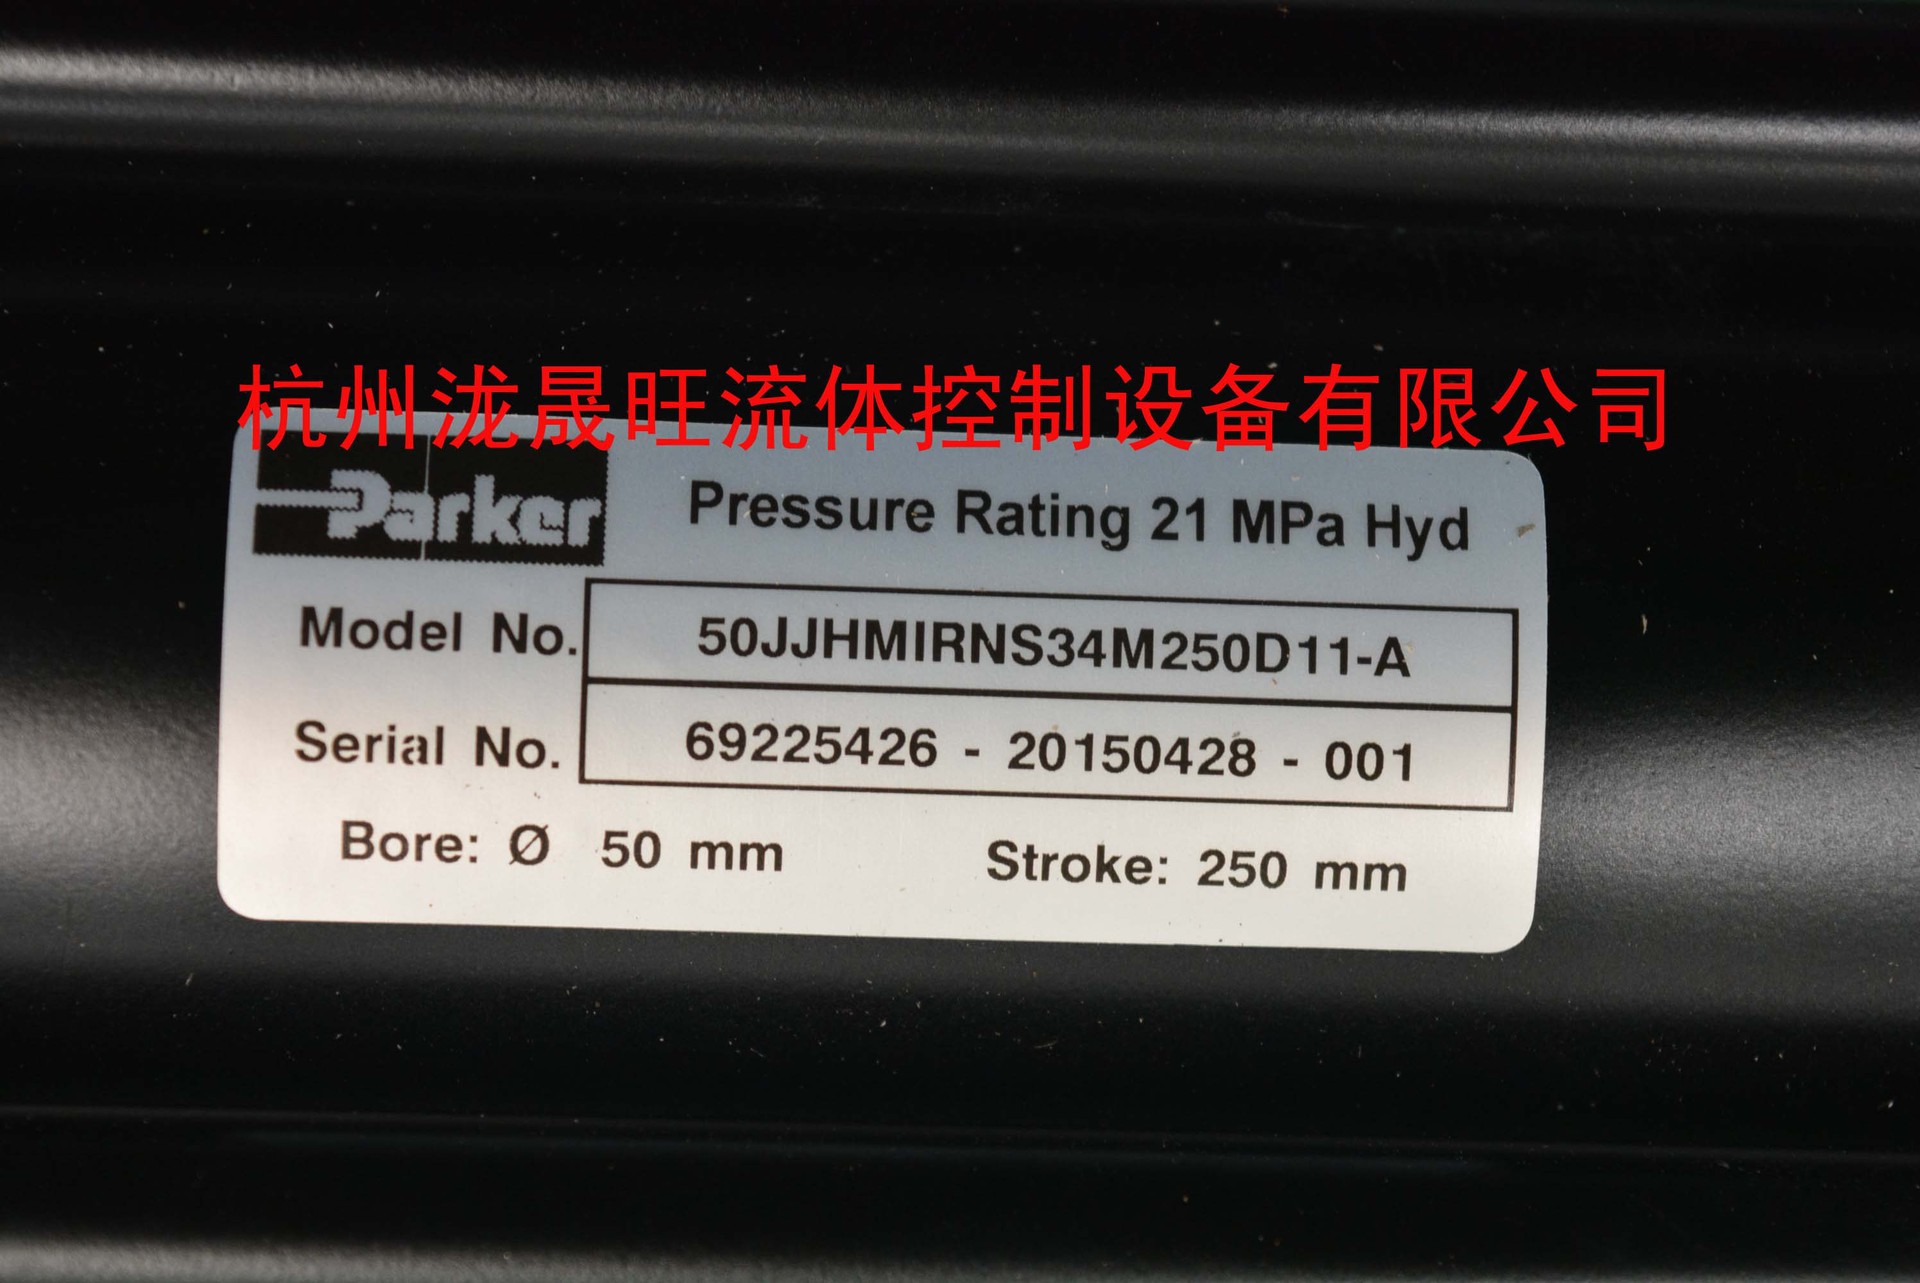 杭州泷晟旺流体控制设备有限公司
Parker
Pressure Rating 21 MPa Hyd
Model No. 50JJHMIRNS34M250D11-A
Serial No. 69225426 - 20150428 - 001
Bore: Ø 50 mm Stroke: 250 mm